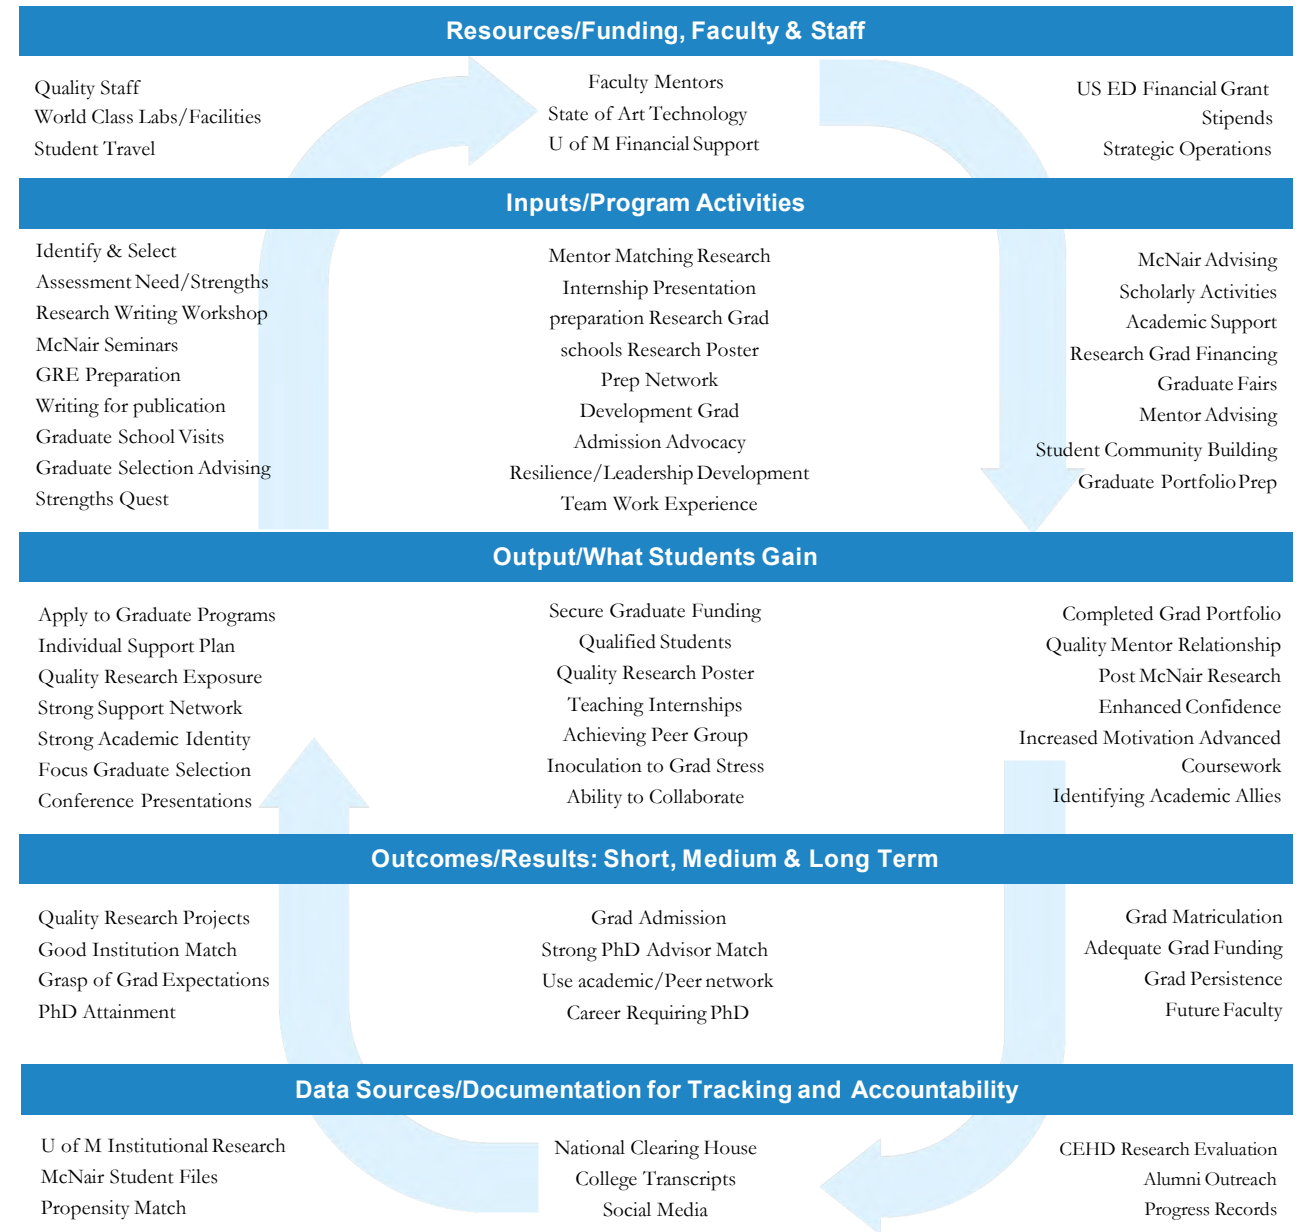 Resources/Funding, Faculty & Staff
Quality Staff
World Class Labs/Facilities
Student Travel
Faculty Mentors
State of Art Technology
U of M Financial Support
US ED Financial Grant
Stipends
Strategic Operations
Inputs/Program Activities
Identify & Select
Assessment Need/Strengths
Research Writing Workshop
McNair Seminars
GRE Preparation
Writing for publication
Graduate School Visits
Graduate Selection Advising
Strengths Quest
Mentor Matching Research
Internship Presentation
preparation Research Grad
schools Research Poster
Prep Network
Development Grad
Admission Advocacy
Resilience/Leadership Development
Team Work Experience
McNair Advising
Scholarly Activities
Academic Support
Research Grad Financing
Graduate Fairs
Mentor Advising
Student Community Building
Graduate Portfolio Prep
Output/What Students Gain
Apply to Graduate Programs
Individual Support Plan
Quality Research Exposure
Strong Support Network
Strong Academic Identity
Focus Graduate Selection
Conference Presentations
Secure Graduate Funding
Qualified Students
Quality Research Poster
Teaching Internships
Achieving Peer Group
Inoculation to Grad Stress
Ability to Collaborate
Completed Grad Portfolio
Quality Mentor Relationship
Post McNair Research
Enhanced Confidence
Increased Motivation Advanced
Coursework
Identifying Academic Allies
Outcomes/Results: Short, Medium & Long Term
Quality Research Projects
Good Institution Match
Grasp of Grad Expectations
PhD Attainment
Grad Admission
Strong PhD Advisor Match
Use academic/Peer network
Career Requiring PhD
Grad Matriculation
Adequate Grad Funding
Grad Persistence
Future Faculty
Data Sources/Documentation for Tracking and Accountability
U of M Institutional Research
McNair Student Files
Propensity Match
National Clearing House
College Transcripts
Social Media
CEHD Research Evaluation
Alumni Outreach
Progress Records